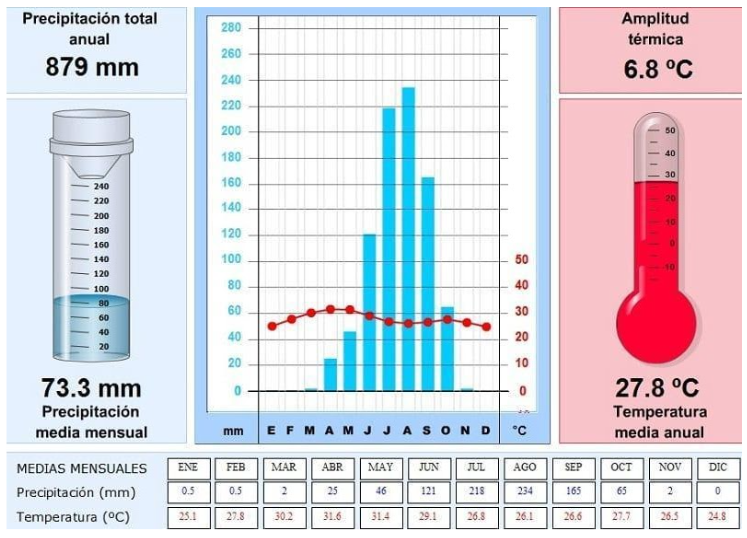 Precipitación total
anual
879 mm
240
220
200
180
160
140
120
100
80
60
40
20
73.3 mm
Precipitación
media mensual
280
260
240
220
200
180
160
140
120
100
80
60
40
20
0
50
40
30
20
10
0
mm E F M A M J J A S O N D °C
Amplitud
térmica
6.8 ºC
50
40
30
20
10
0
-10
27.8 ºC
Temperatura
media anual
MEDIAS MENSUALES ENE FEB MAR ABR MAY JUN JUL AGO SEP OCT NOV DIC
Precipitación (mm) 0.5 0.5 2 25 46 121 218 234 165 65 2 0
Temperatura (ºC) 25.1 27.8 30.2 31.6 31.4 29.1 26.8 26.1 26.6 27.7 26.5 24.8